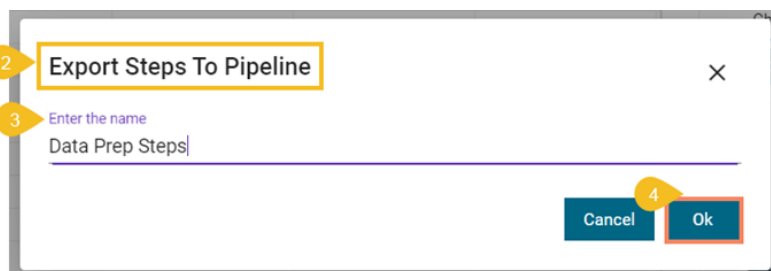 2
Export Steps To Pipeline
3
Enter the name
Data Prep Steps
4
Cancel
Ok